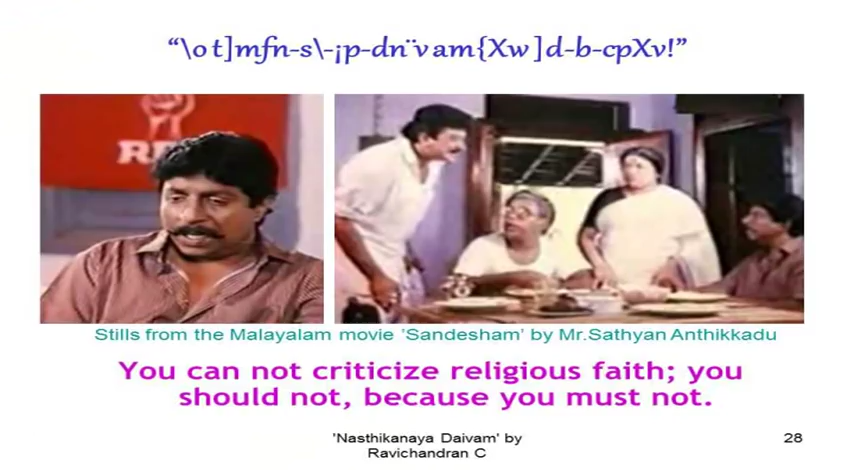 “\o t]mfn-s\-¡p-dn¨v am{Xw ]d-b-cpXv!”
Stills from the Malayalam movie 'Sandesham' by Mr.Sathyan Anthikkadu
You can not criticize religious faith; you
should not, because you must not.
'Nasthikanaya Daivam' by
Ravichandran C
28